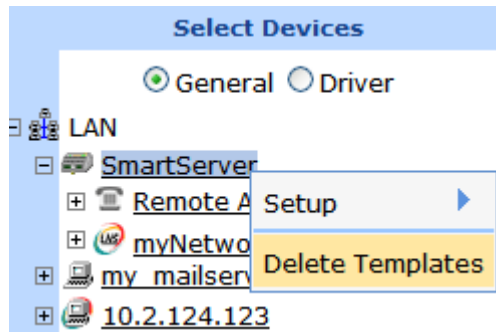 Select Devices
General Driver
LAN
SmartServer
Remote A
Setup
myNetwo
Delete Templates
my_mailserv
10.2.124.123